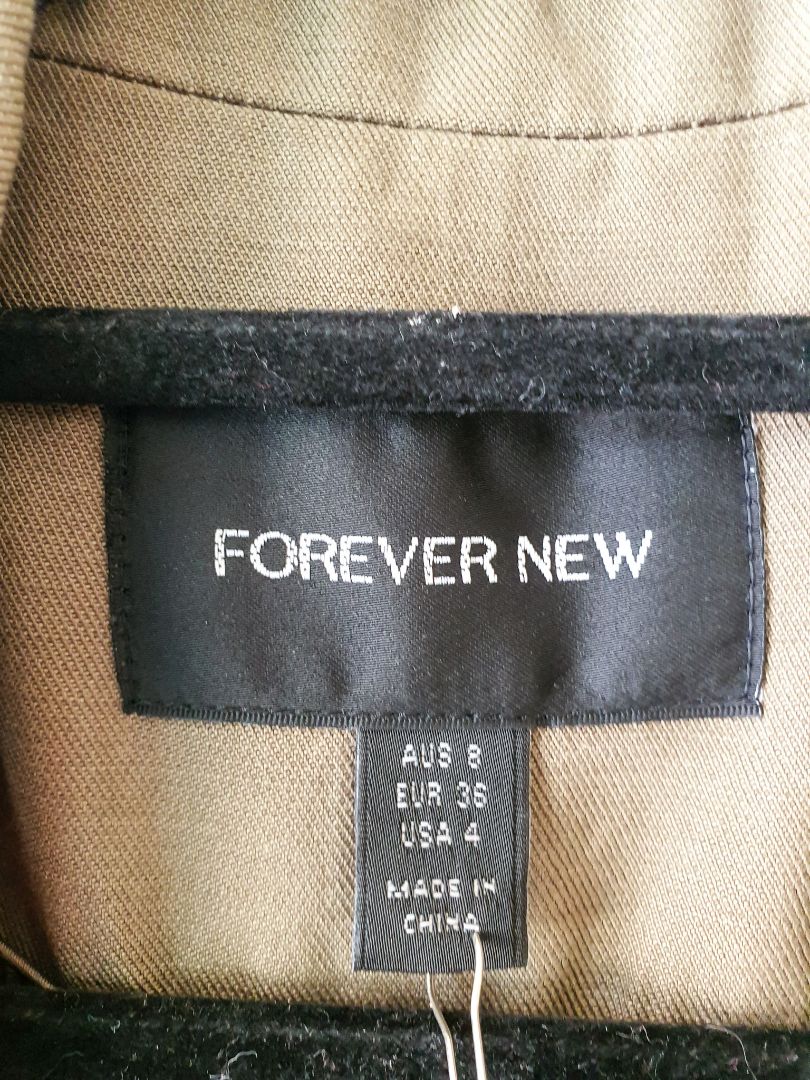 FOREVER NEW
AUS 8
EUR 36
USA 4
MADE IN
CHINA